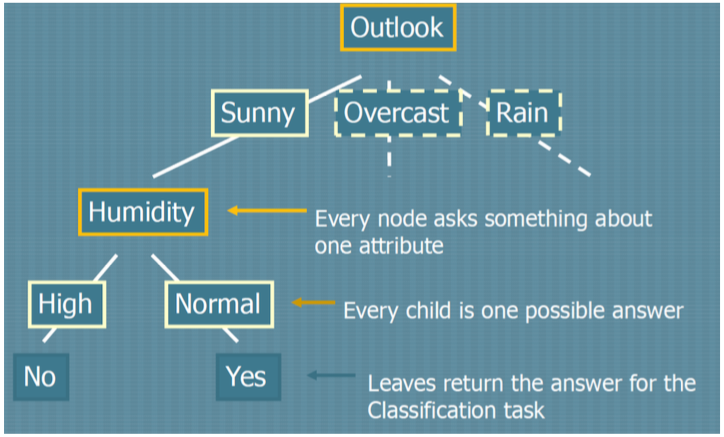 Outlook
Sunny
Overcast
Rain
Humidity
Every node asks something about
one attribute
High
Normal
Every child is one possible answer
No
Yes
Leaves return the answer for the
Classification task